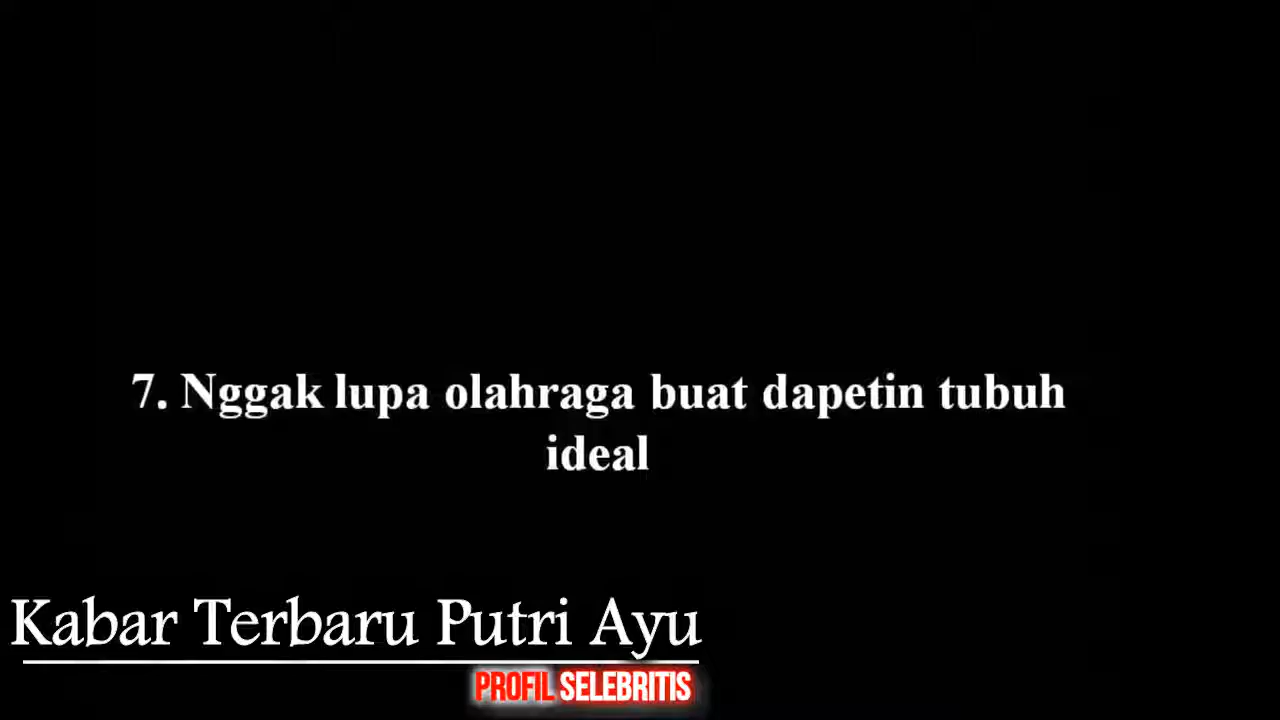 7. Nggak lupa olahraga buat dapetin tubuh
ideal
Kabar Terbaru Putri Ayu
PROFIL SELEBRITIS